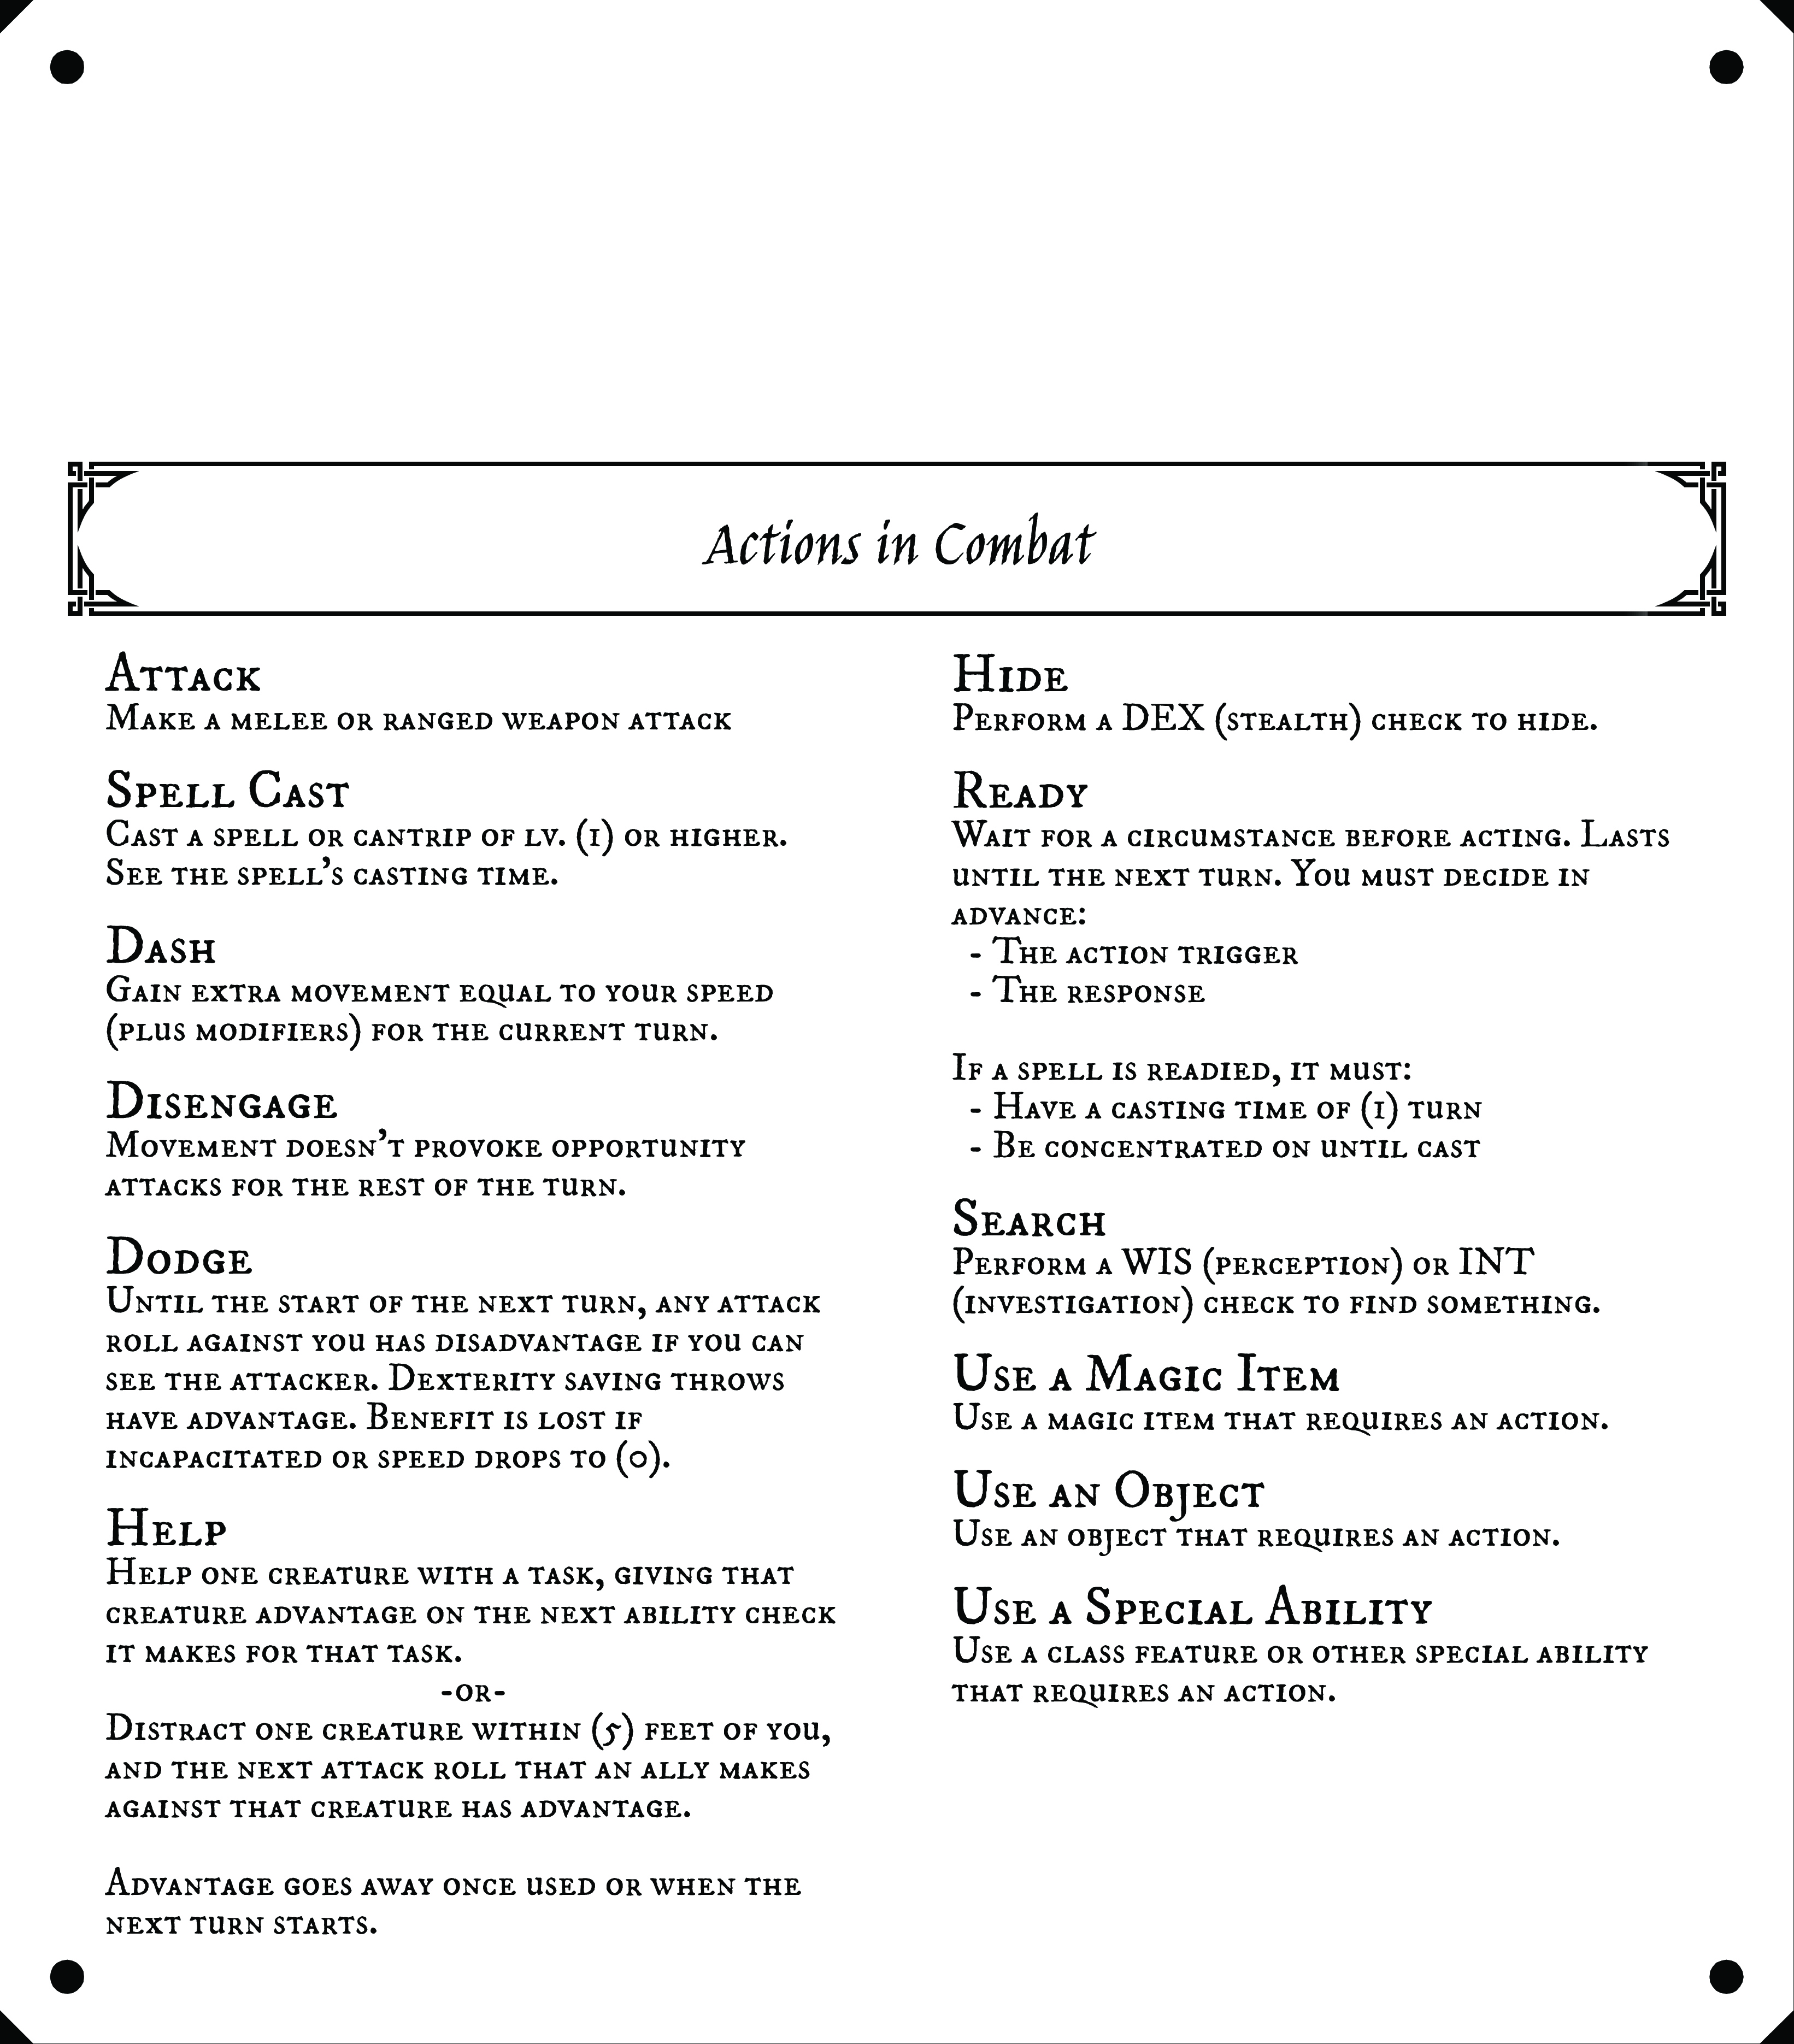 Actions in Combat
Attack
Make a melee or ranged weapon attack
Spell Cast
Cast a spell or cantrip of lv. (1) or higher.
See the spell's casting time.
Dash
Gain extra movement equal to your speed
(plus modifiers) for the current turn.
Disengage
Movement doesn't provoke opportunity
attacks for the rest of the turn.
Dodge
Until the start of the next turn, any attack
roll against you has disadvantage if you can
see the attacker. Dexterity saving throws
have advantage. Benefit is lost if
incapacitated or speed drops to (0).
Help
Help one creature with a task, giving that
creature advantage on the next ability check
it makes for that task.
-or-
Distract one creature within (5) feet of you,
and the next attack roll that an ally makes
against that creature has advantage.
Advantage goes away once used or when the
next turn starts.
Hide
Perform a DEX (stealth) check to hide.
Ready
Wait for a circumstance before acting. Lasts
until the next turn. You must decide in
advance:
- The action trigger
- The response
If a spell is readied, it must:
- Have a casting time of (1) turn
- Be concentrated on until cast
Search
Perform a WIS (perception) or INT
(investigation) check to find something.
Use a Magic Item
Use a magic item that requires an action.
Use an Object
Use an object that requires an action.
Use a Special Ability
Use a class feature or other special ability
that requires an action.